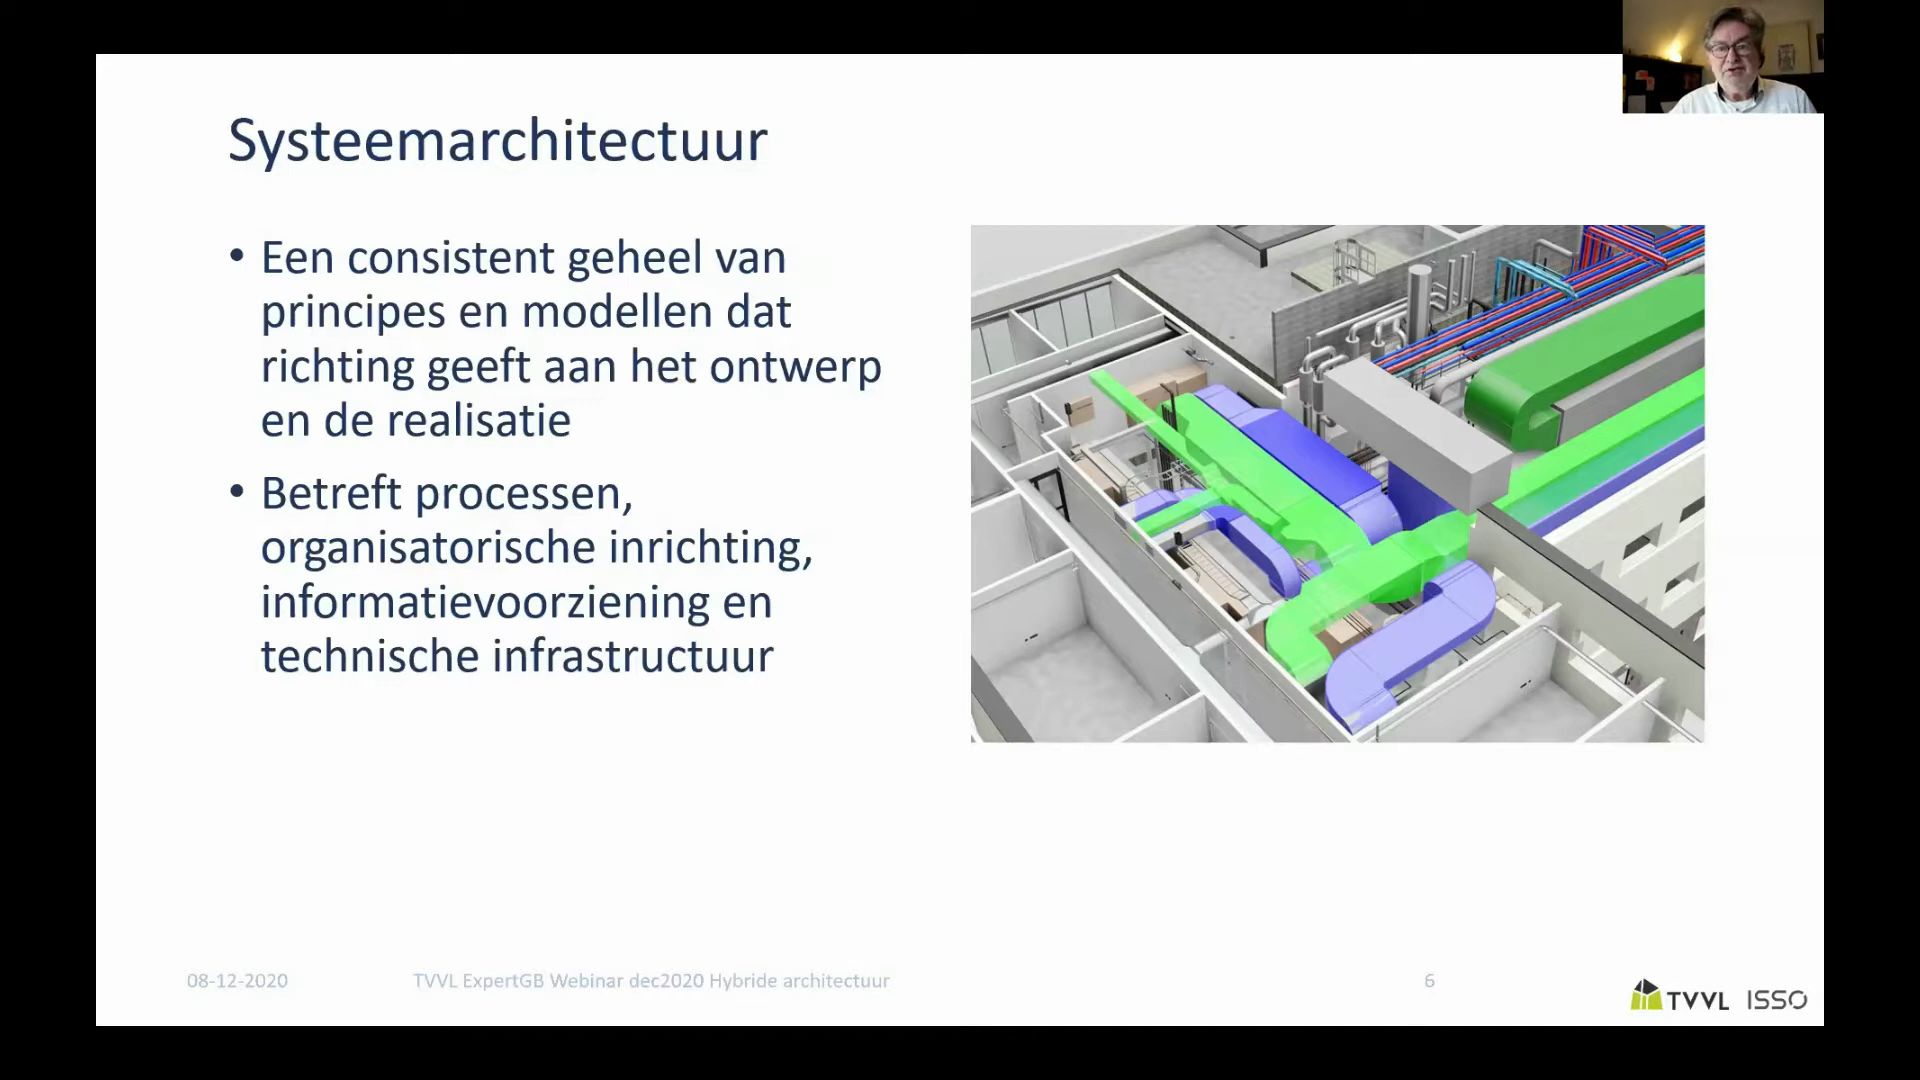 Systeemarchitectuur
• Een consistent geheel van
principes en modellen dat
richting geeft aan het ontwerp
en de realisatie
• Betreft processen,
organisatorische inrichting,
informatievoorziening en
technische infrastructuur
08-12-2020
TVVL ExpertGB Webinar dec2020 Hybride architectuur
6
TVVL ISSO